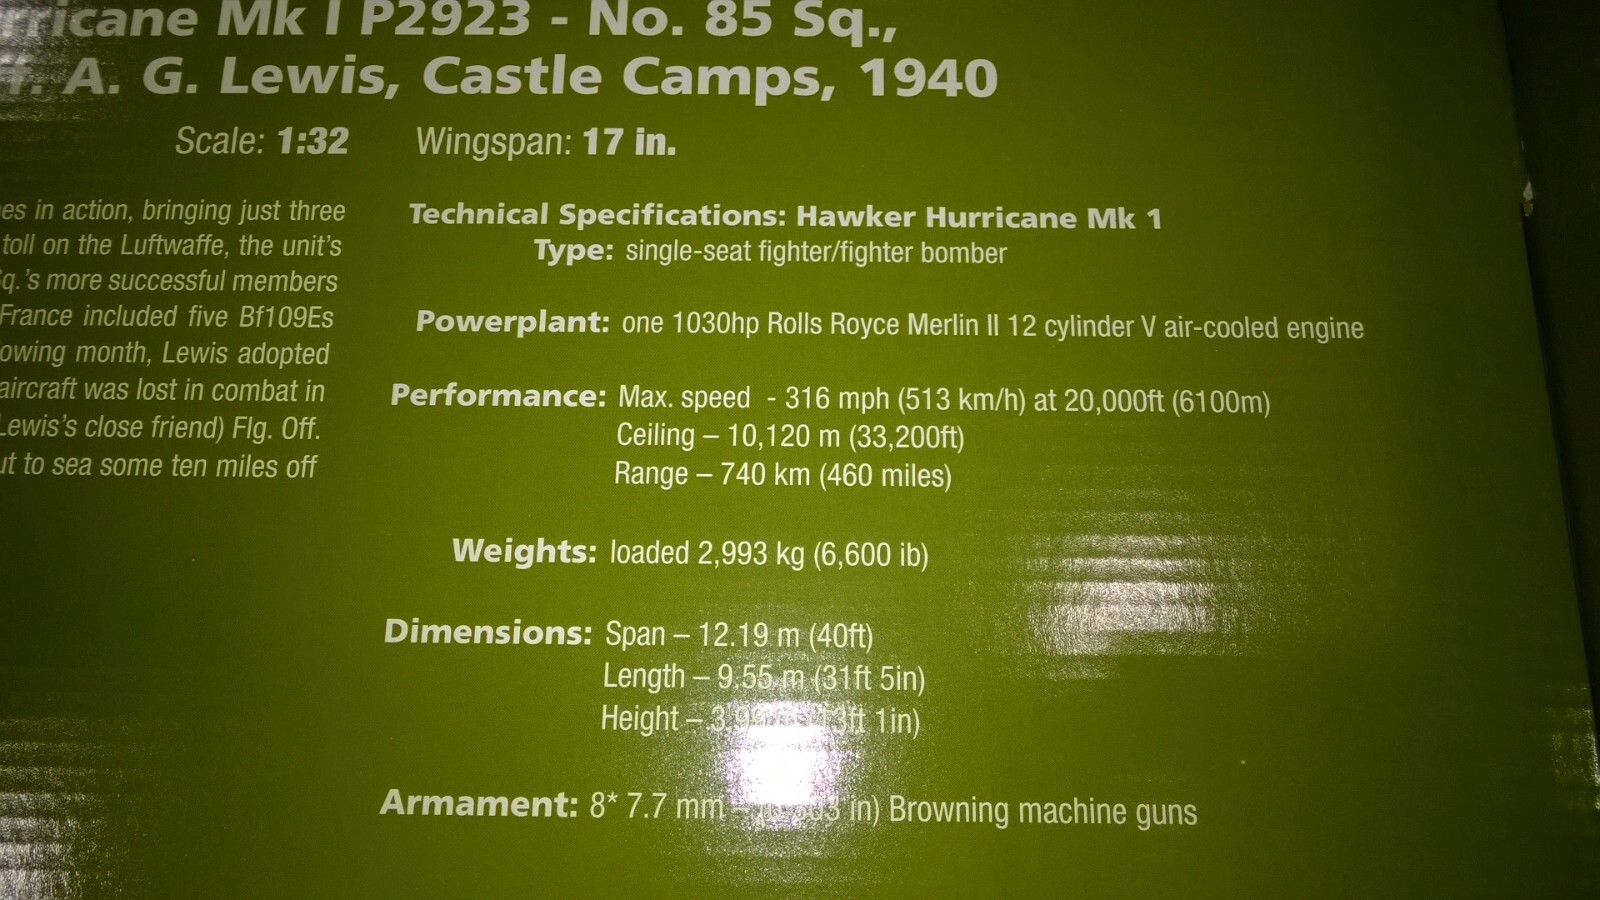 rricane Mk I P2923 - No. 85 Sq.,
A. G. Lewis, Castle Camps, 1940
Scale: 1:32 Wingspan: 17 in.
es in action, bringing just three
toll on the Luftwaffe, the unit's
Sq.'s more successful members
France included five Bf109Es
owing month, Lewis adopted
aircraft was lost in combat in
Lewis's close friend) Flg. Off.
ut to sea some ten miles off
Technical Specifications: Hawker Hurricane Mk 1
Type: single-seat fighter/fighter bomber
Powerplant: one 1030hp Rolls Royce Merlin II 12 cylinder V air-cooled engine
Performance: Max. speed - 316 mph (513 km/h) at 20,000ft (6100m)
Ceiling – 10,120 m (33,200ft)
Range – 740 km (460 miles)
Weights: loaded 2,993 kg (6,600 ib)
Dimensions: Span – 12.19 m (40ft)
Length – 9.55 m (31ft 5in)
Height – 1in)
Armament: 8* 7.7 mm – in) Browning machine guns